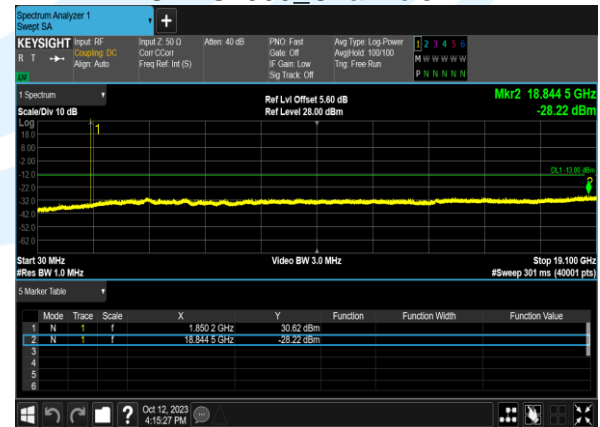 Spectrum Analyzer 1
Swept SA
+
KEYSIGHT Input: RF Input Z: 50 Ω Atten: 40 dB PNO: Fast Avg Type: Log-Power 1 2 3 4 5 6
R T Coupling: DC Corr CCorr Gate: Off Avg|Hold: 100/100 M W W W W W
Align: Auto Freq Ref: Int (S) IF Gain: Low Trig: Free Run
Sig Track: Off P N N N N N
1 Spectrum
Ref Lvl Offset 5.60 dB Mkr2 18.844 5 GHz
Scale/Div 10 dB Ref Level 28.00 dBm -28.22 dBm
Log
1
18.0
8.00
-2.00
-12.0 DL1 -13.00 dBm
-22.0 2
-32.0
-42.0
-52.0
-62.0
Start 30 MHz Video BW 3.0 MHz Stop 19.100 GHz
#Res BW 1.0 MHz #Sweep 301 ms (40001 pts)
5 Marker Table
Mode Trace Scale X Y Function Function Width Function Value
1 N 1 f 1.850 2 GHz 30.62 dBm
2 N 1 f 18.844 5 GHz -28.22 dBm
3
4
5
6
? Oct 12, 2023
4:15:27 PM